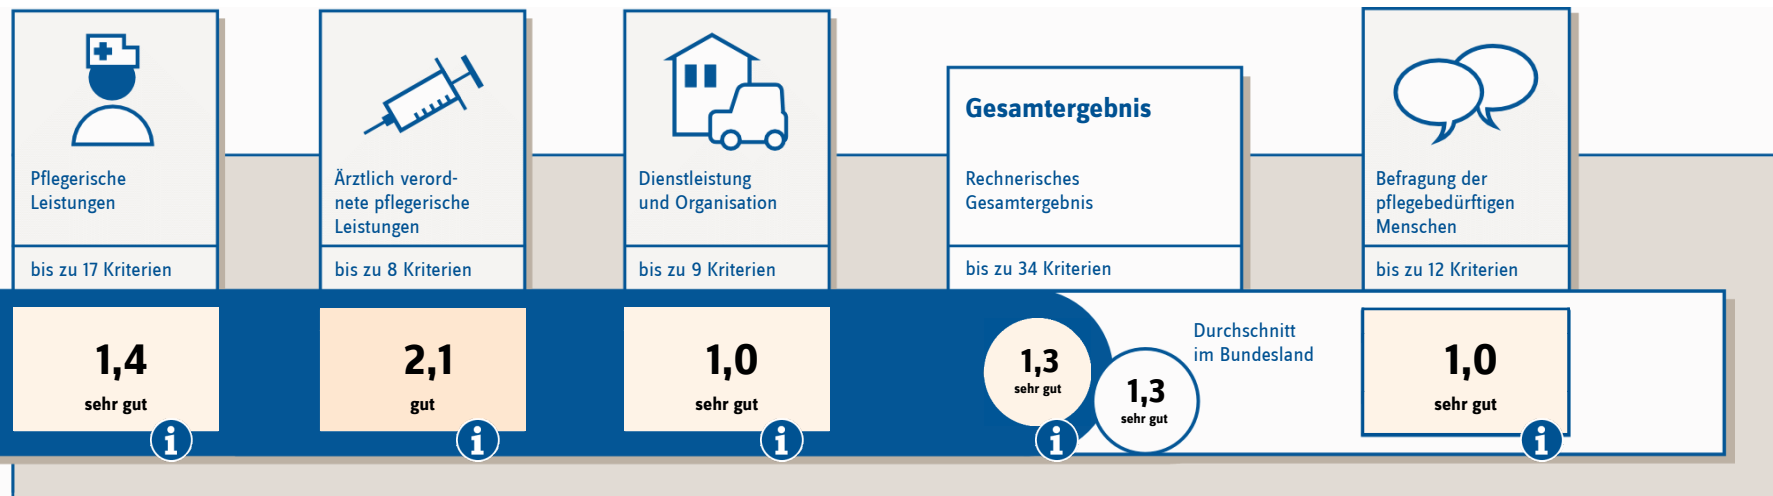 Pflegerische
Leistungen
bis zu 17 Kriterien
1,4
sehr gut
Ärztlich verord-
nete pflegerische
Leistungen
bis zu 8 Kriterien
2,1
gut
Dienstleistung
und Organisation
bis zu 9 Kriterien
1,0
sehr gut
Gesamtergebnis
Rechnerisches
Gesamtergebnis
bis zu 34 Kriterien
1,3
sehr gut
1,3
sehr gut
Durchschnitt
im Bundesland
Befragung der
pflegebedürftigen
Menschen
bis zu 12 Kriterien
1,0
sehr gut